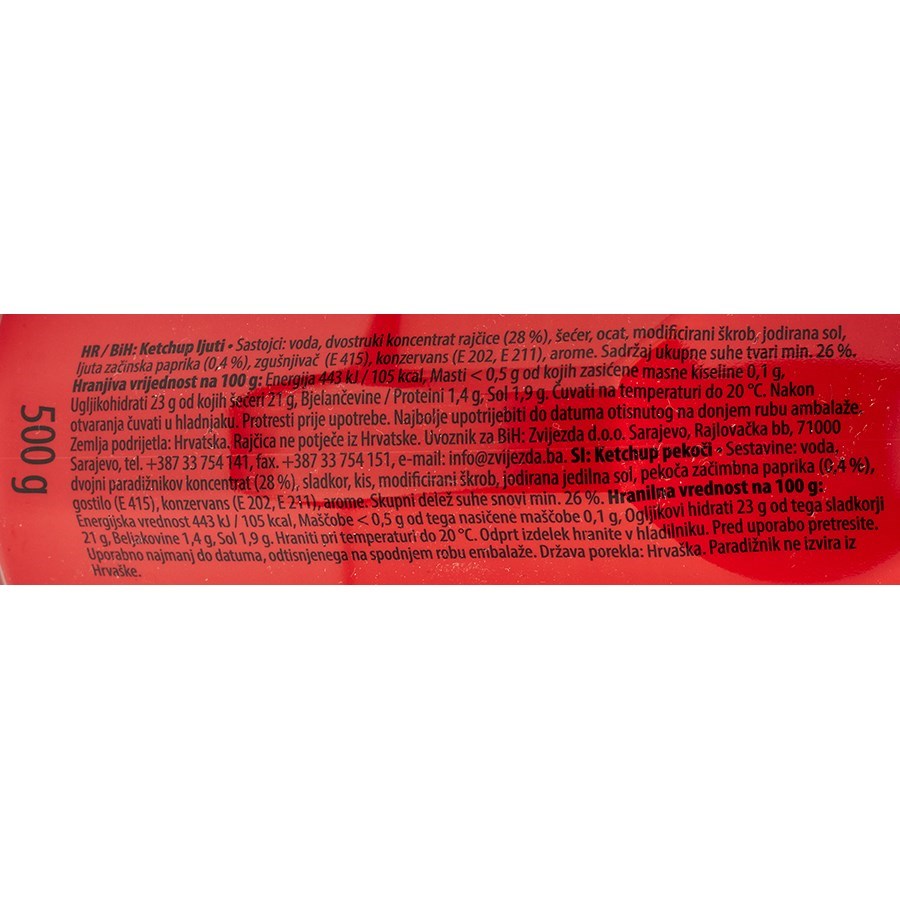 HR / BiH: Ketchup ljuti • Sastojci: voda, dvostruki koncentrat rajčice (28 %), šećer, ocat, modificirani škrob, jodirana sol,
ljuta začinska paprika (0,4 %), zgušnjivač (E 415), konzervans (E 202, E 211), arome. Sadržaj ukupne suhe tvari min. 26 %.
Hranjiva vrijednost na 100 g: Energija 443 kJ / 105 kcal, Masti < 0,5 g od kojih zasićene masne kiseline 0,1 g,
Ugljikohidrati 23 g od kojih šećeri 21 g, Bjelančevine / Proteini 1,4 g, Sol 1,9 g. Čuvati na temperaturi do 20 °C. Nakon
otvaranja čuvati u hladnjaku. Protresti prije upotrebe. Najbolje upotrijebiti do datuma otisnutog na donjem rubu ambalaže.
Zemlja podrijetla: Hrvatska. Rajčica ne potječe iz Hrvatske. Uvoznik za BiH: Zvijezda d.o.o. Sarajevo, Rajlovačka bb, 71000
Sarajevo, tel. +387 33 754 141, fax. +387 33 754 151, e-mail: info@zvijezda.ba. SI: Ketchup pekoči • Sestavine: voda,
dvojni paradižnikov koncentrat (28 %), sladkor, kis, modificirani škrob, jodirana jedilna sol, pekoča začimbna paprika (0,4 %),
gostilo (E 415), konzervans (E 202, E 211), arome. Skupni delež suhe snovi min. 26 %. Hranilna vrednost na 100 g:
Energijska vrednost 443 kJ / 105 kcal, Maščobe < 0,5 g od tega nasičene maščobe 0,1 g, Ogljikovi hidrati 23 g od tega sladkorji
21 g, Beljakovine 1,4 g, Sol 1,9 g. Hraniti pri temperaturi do 20 °C. Odprt izdelek hranite v hladilniku. Pred uporabo pretresite.
Uporabno najmanj do datuma, odtisnjenega na spodnjem robu embalaže. Država porekla: Hrvaška. Paradižnik ne izvira iz
Hrvaške.
500 g